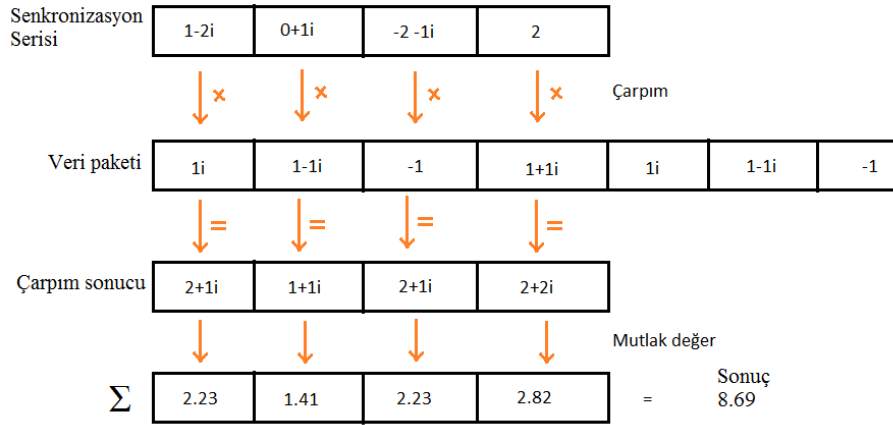 Senkronizasyon
Serisi
1-2i 0+1i -2 -1i 2
× × × × Çarpım
Veri paketi 1i 1-1i -1 1+1i 1i 1-1i -1
= = = =
Çarpım sonucu 2+1i 1+1i 2+1i 2+2i
Mutlak değer
Σ 2.23 1.41 2.23 2.82 = Sonuç
8.69